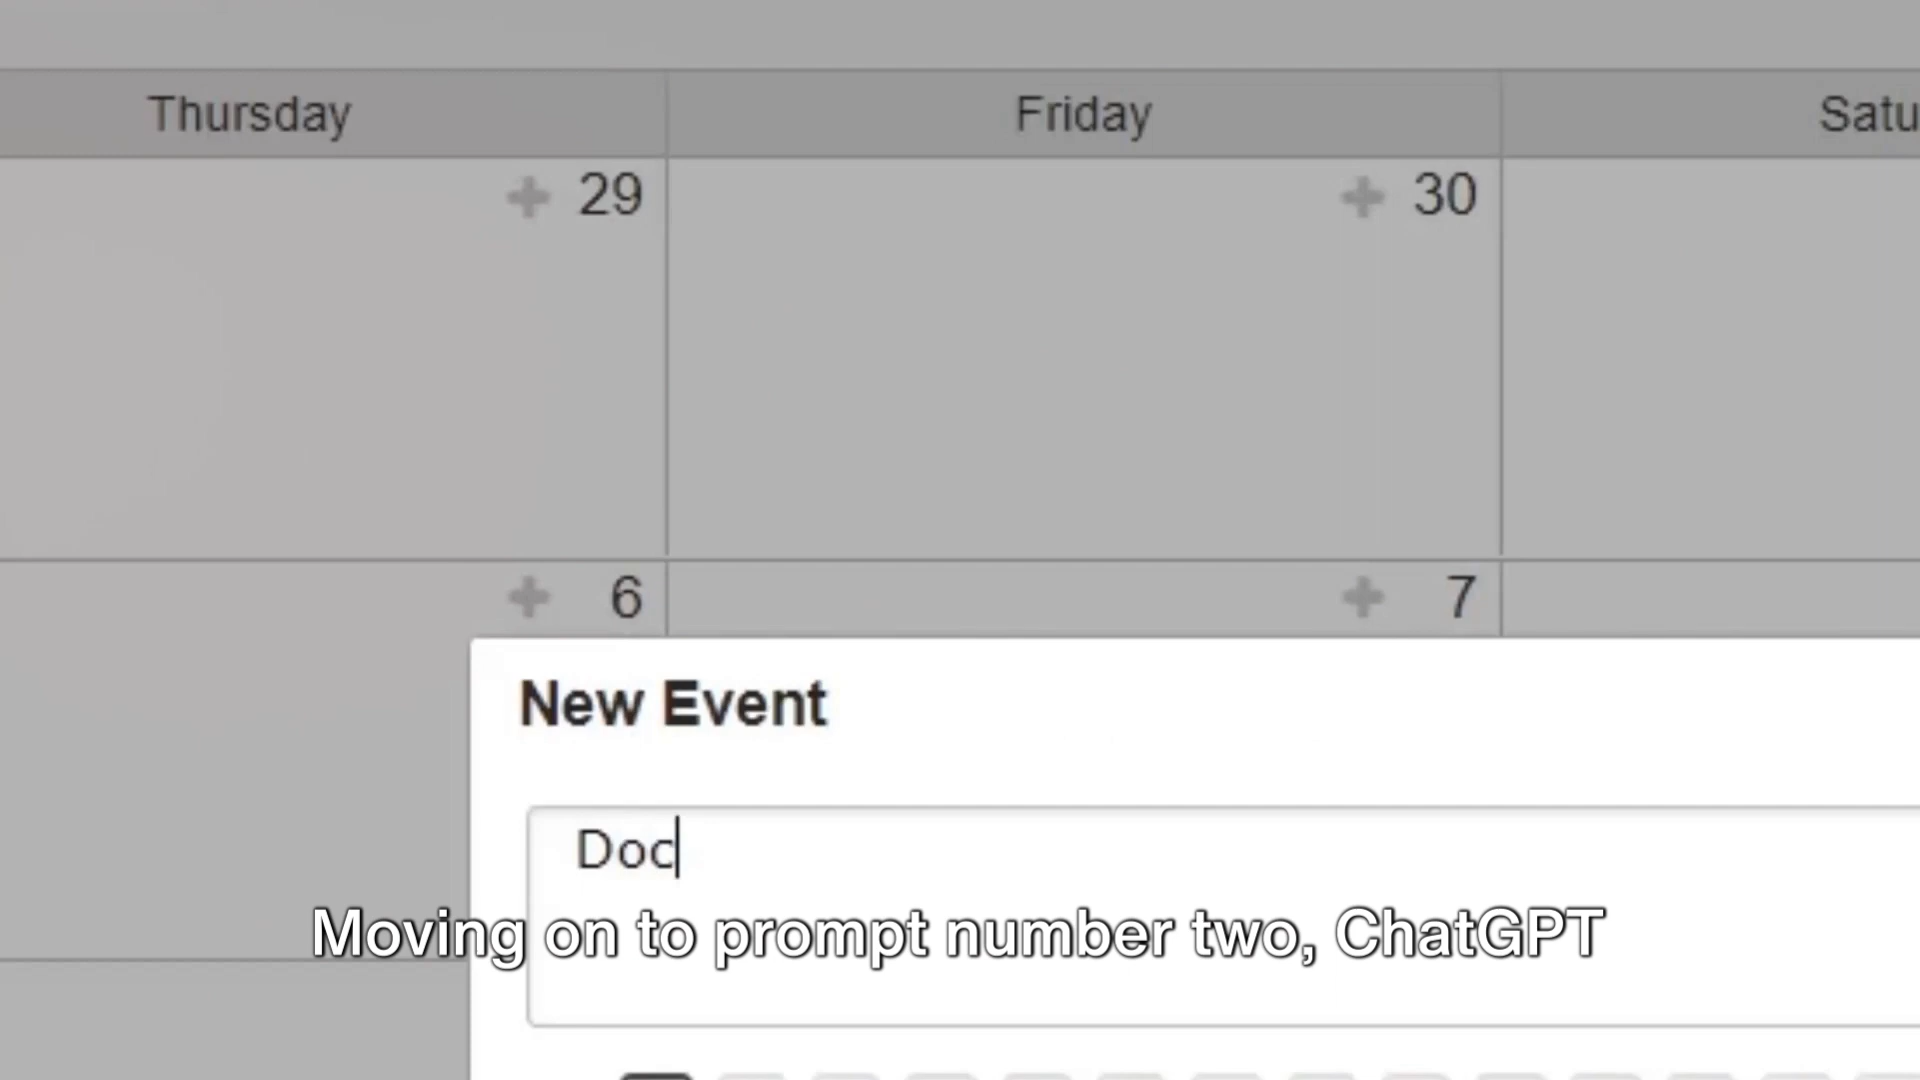 Thursday
Friday
Satu
29
30
6
7
New Event
Doc
Moving on to prompt number two, ChatGPT